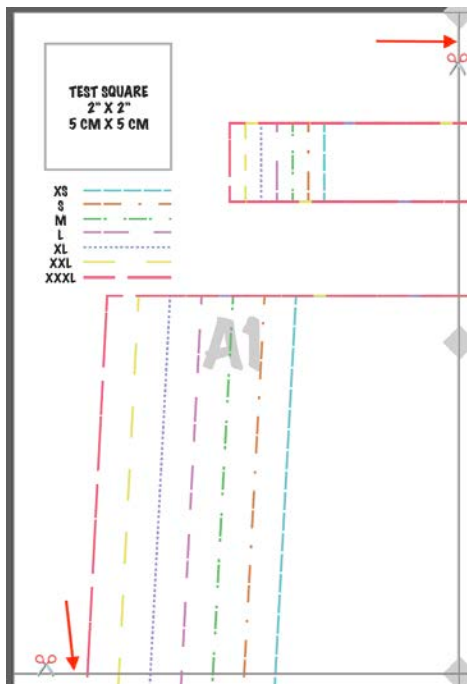 TEST SQUARE
2" X 2"
5 CM X 5 CM
XS
S
M
L
XL
XXL
XXXL
A1